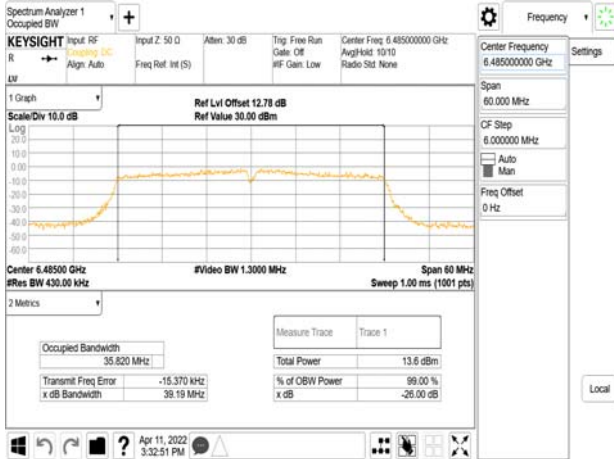 Spectrum Analyzer 1
Occupied BW
+
Frequency
KEYSIGHT Input: RF
Coupling: DC
Align: Auto
R
Input Z: 50 Ω
Freq Ref: Int (S)
Atten: 30 dB
Trig: Free Run
Gate: Off
#IF Gain: Low
Center Freq: 6.485000000 GHz
Avg|Hold: 10/10
Radio Std: None
Center Frequency
6.485000000 GHz
Settings
Span
60.000 MHz
CF Step
6.000000 MHz
Auto
Man
Freq Offset
0 Hz
Local
1 Graph
Scale/Div 10.0 dB
Ref Lvl Offset 12.78 dB
Ref Value 30.00 dBm
Log
20.0
10.0
0.00
-10.0
-20.0
-30.0
-40.0
-50.0
-60.0
Center 6.48500 GHz
#Res BW 430.00 kHz
#Video BW 1.3000 MHz
Span 60 MHz
Sweep 1.00 ms (1001 pts)
2 Metrics
Measure Trace Trace 1
Occupied Bandwidth
35.820 MHz
Total Power 13.6 dBm
Transmit Freq Error -15.370 kHz
% of OBW Power 99.00 %
x dB Bandwidth 39.19 MHz
x dB -26.00 dB
?
Apr 11, 2022
3:32:51 PM